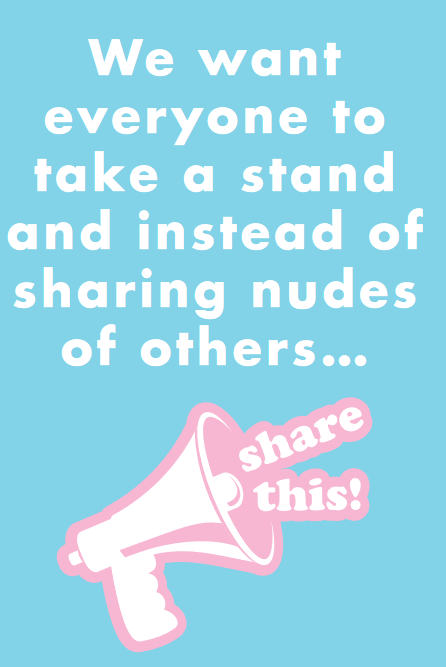 We want
everyone to
take a stand
and instead of
sharing nudes
of others...
share
this!